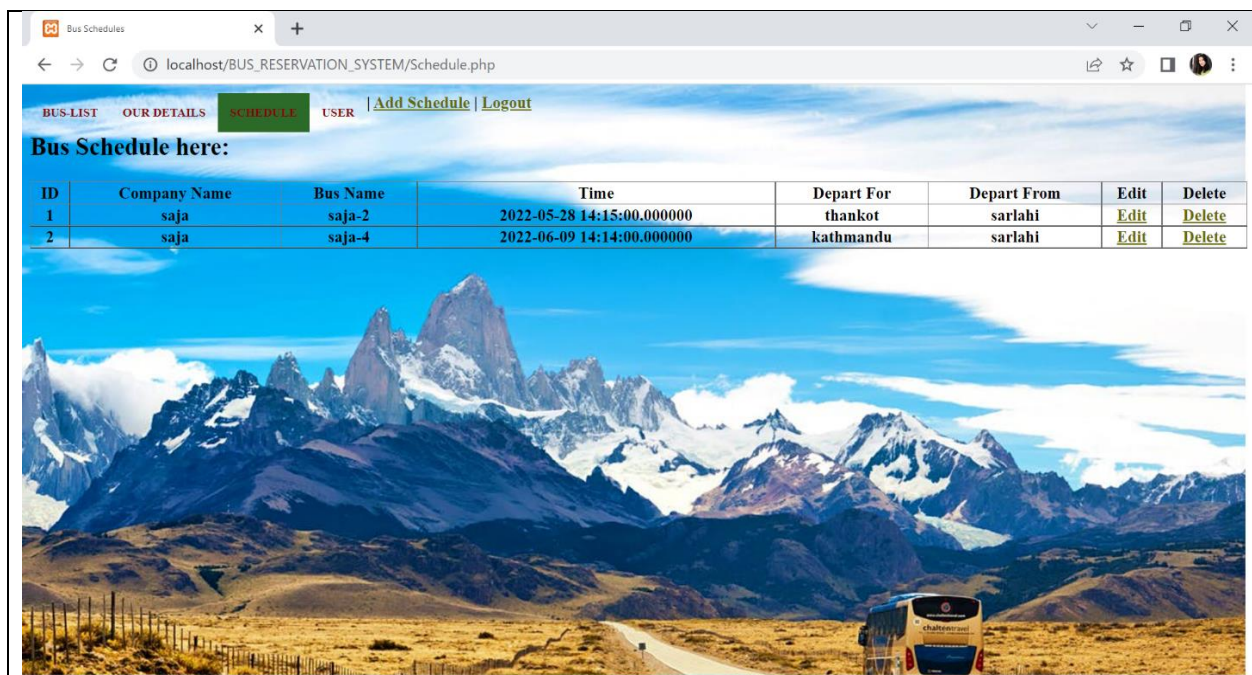 Bus Schedules
localhost/BUS_RESERVATION_SYSTEM/Schedule.php
BUS-LIST OUR DETAILS SCHEDULE USER | Add Schedule | Logout
Bus Schedule here:
ID Company Name Bus Name Time Depart For Depart From Edit Delete
1 saja saja-2 2022-05-28 14:15:00.000000 thankot sarlahi Edit Delete
2 saja saja-4 2022-06-09 14:14:00.000000 kathmandu sarlahi Edit Delete
chaltentravel